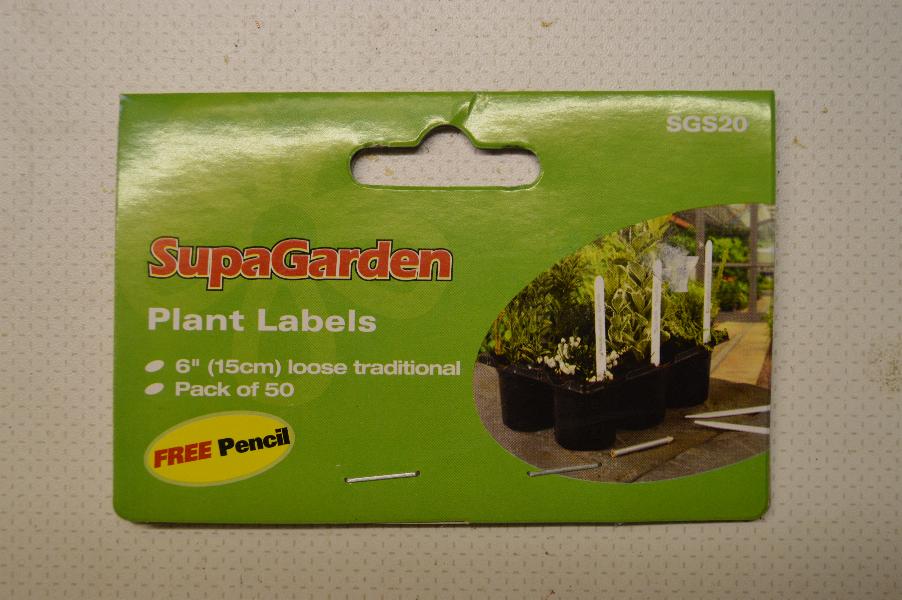 SGS20
SupaGarden
Plant Labels
6" (15cm) loose traditional
Pack of 50
FREE Pencil